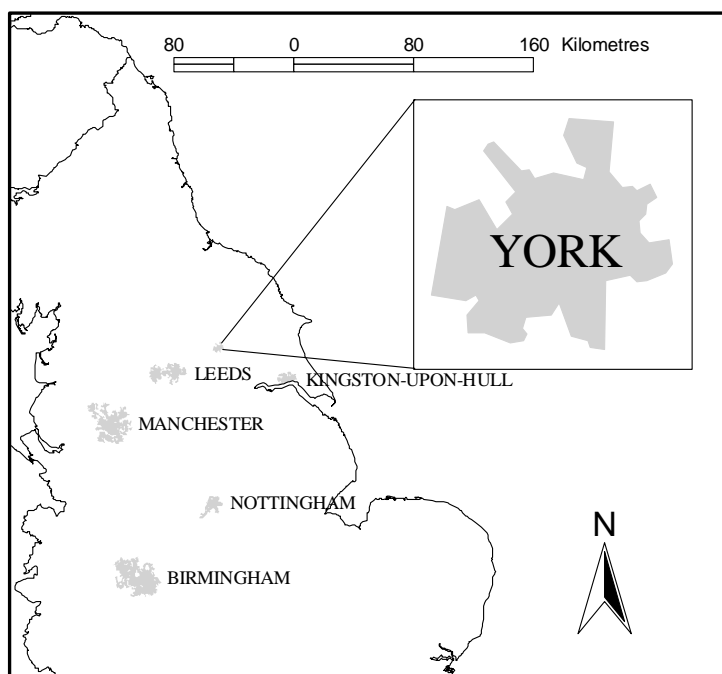 80 0 80 160 Kilometres
YORK
LEEDS
KINGSTON-UPON-HULL
MANCHESTER
NOTTINGHAM
N
BIRMINGHAM